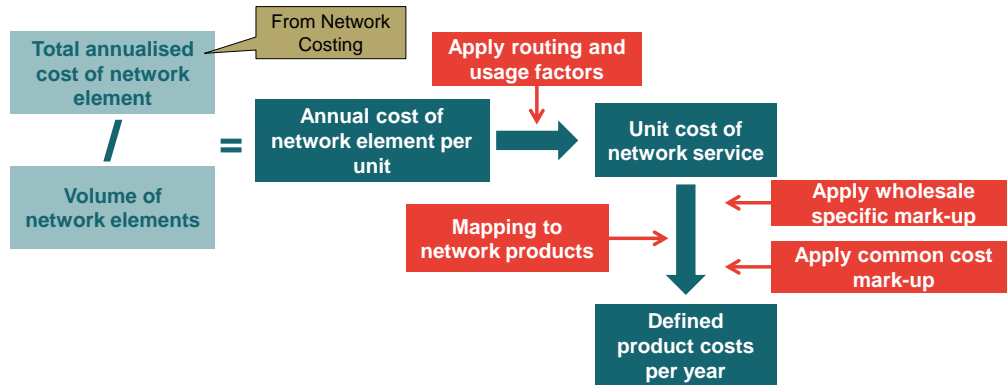 From Network
Costing
Total annualised
cost of network
element
/
Volume of
network elements
=
Annual cost of
network element per
unit
Apply routing and
usage factors
Unit cost of
network service
Apply wholesale
specific mark-up
Mapping to
network products
Apply common cost
mark-up
Defined
product costs
per year